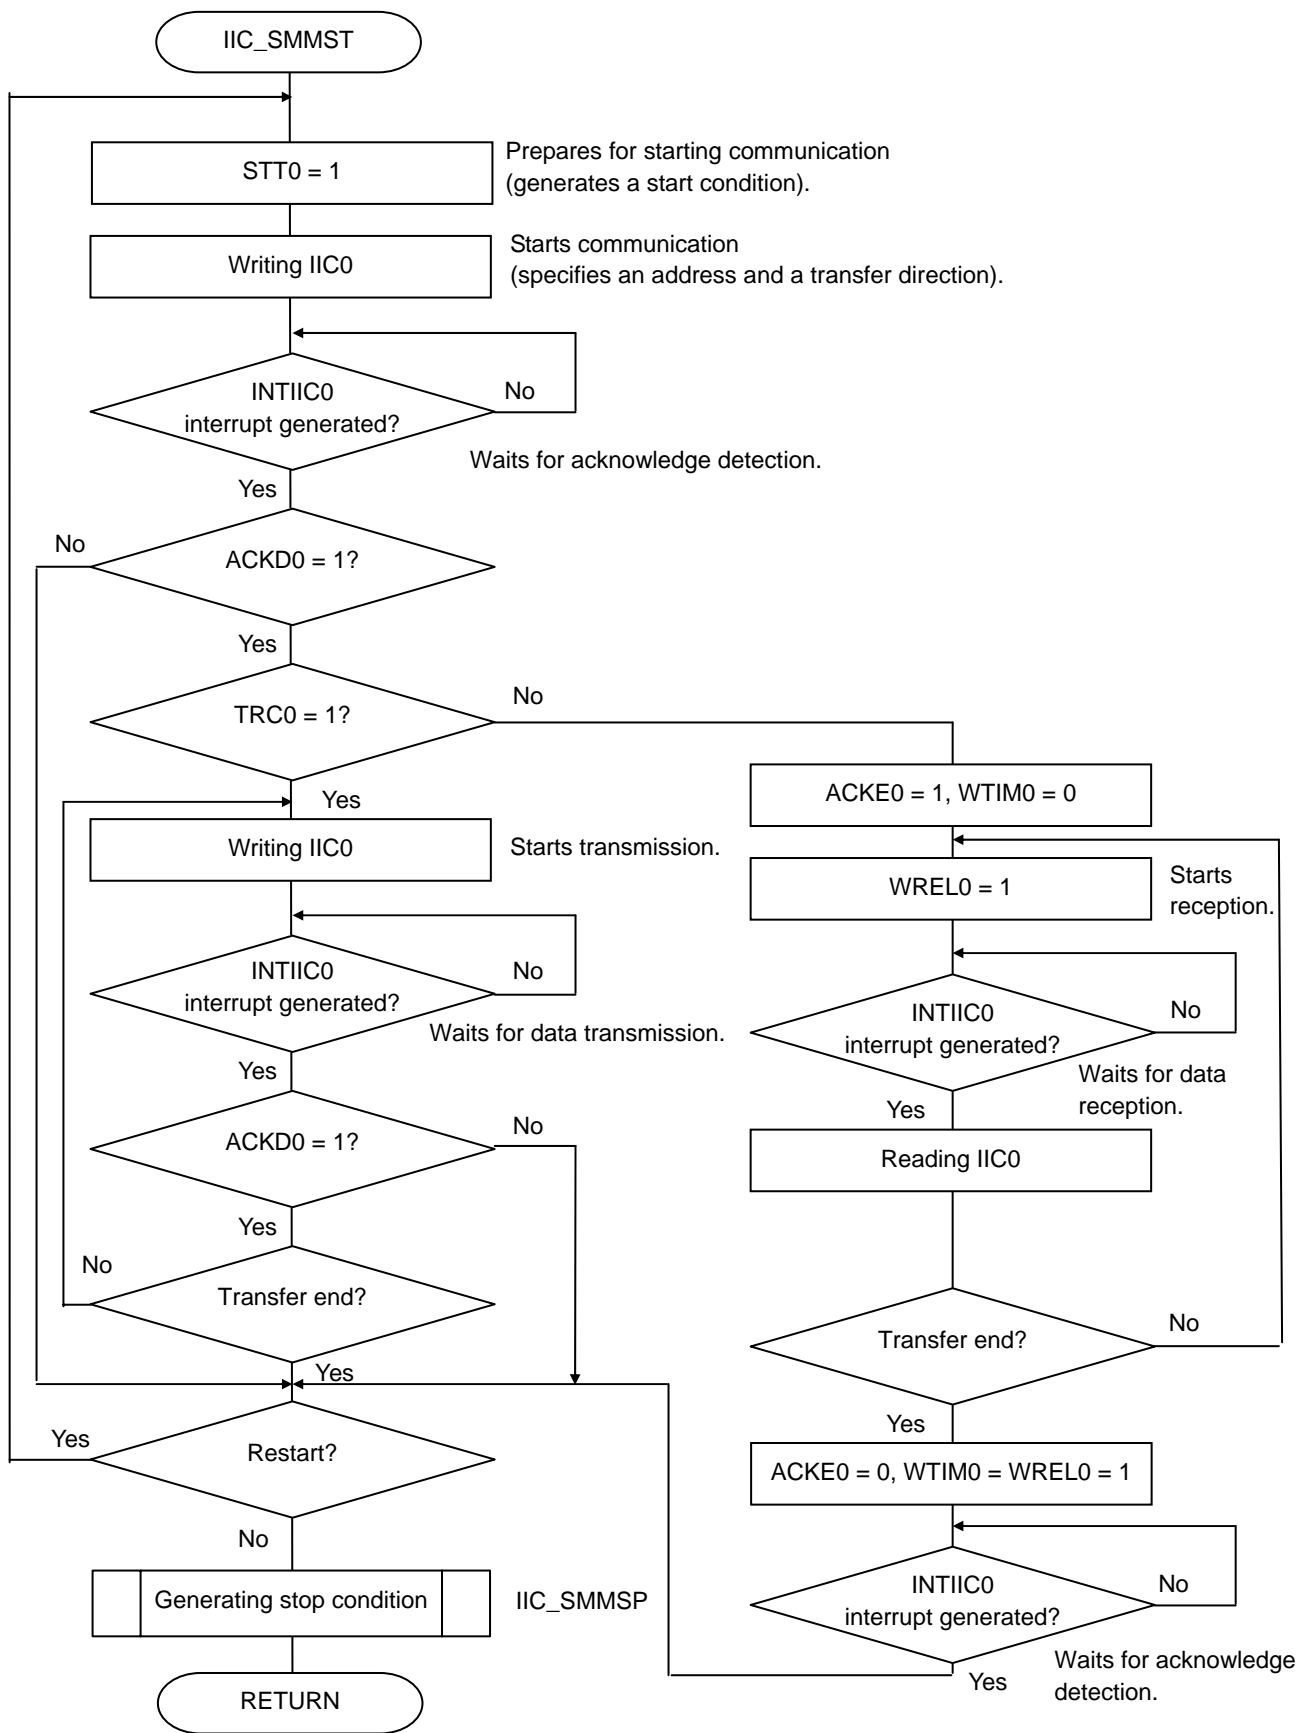 IIC_SMMST
STT0 = 1
Prepares for starting communication
(generates a start condition).
Writing IIC0
Starts communication
(specifies an address and a transfer direction).
INTIIC0
interrupt generated?
No
Waits for acknowledge detection.
Yes
No
ACKD0 = 1?
Yes
TRC0 = 1?
No
Yes
Writing IIC0
Starts transmission.
INTIIC0
interrupt generated?
No
Waits for data transmission.
Yes
ACKD0 = 1?
No
Yes
No
Transfer end?
Yes
Yes
Restart?
No
Generating stop condition
IIC_SMMSP
RETURN
ACKE0 = 1, WTIM0 = 0
WREL0 = 1
Starts
reception.
INTIIC0
interrupt generated?
No
Waits for data
reception.
Yes
Reading IIC0
Transfer end?
No
Yes
ACKE0 = 0, WTIM0 = WREL0 = 1
INTIIC0
interrupt generated?
No
Waits for acknowledge
detection.
Yes